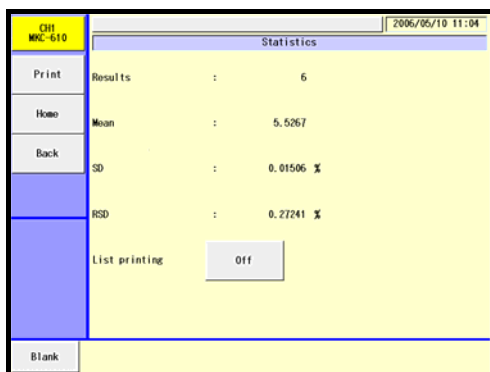 CH1
MKC-610
2006/05/10 11:04
Statistics
Print
Home
Back
Results : 6
Mean : 5.5267
SD : 0.01506 %
RSD : 0.27241 %
List printing Off
Blank